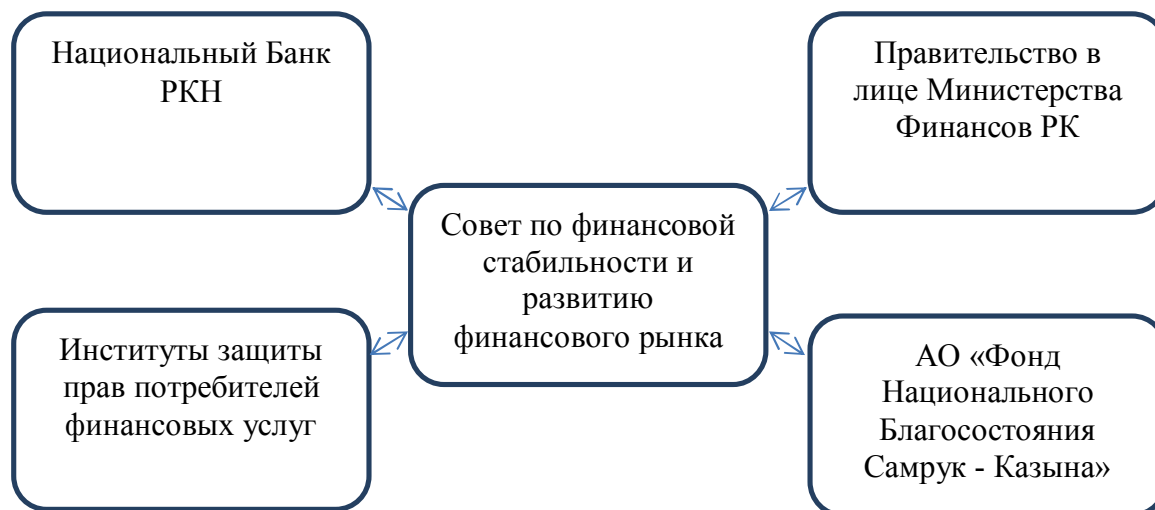 Национальный Банк
РКН
Правительство в
лице Министерства
Финансов РК
Совет по финансовой
стабильности и
развитию
финансового рынка
Институты защиты
прав потребителей
финансовых услуг
АО «Фонд
Национального
Благосостояния
Самрук - Казына»